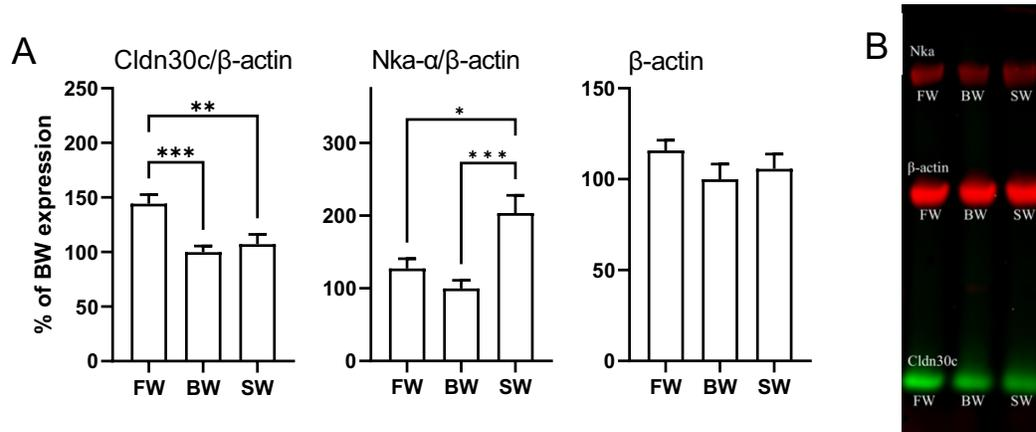 A
Cldn30c/β-actin
% of BW expression
250
200
150
100
50
0
**
***
FW BW SW
Nka-α/β-actin
300
200
100
0
*
***
FW BW SW
β-actin
150
100
50
0
FW BW SW
B
Nka
FW BW SW
β-actin
FW BW SW
Cldn30c
FW BW SW